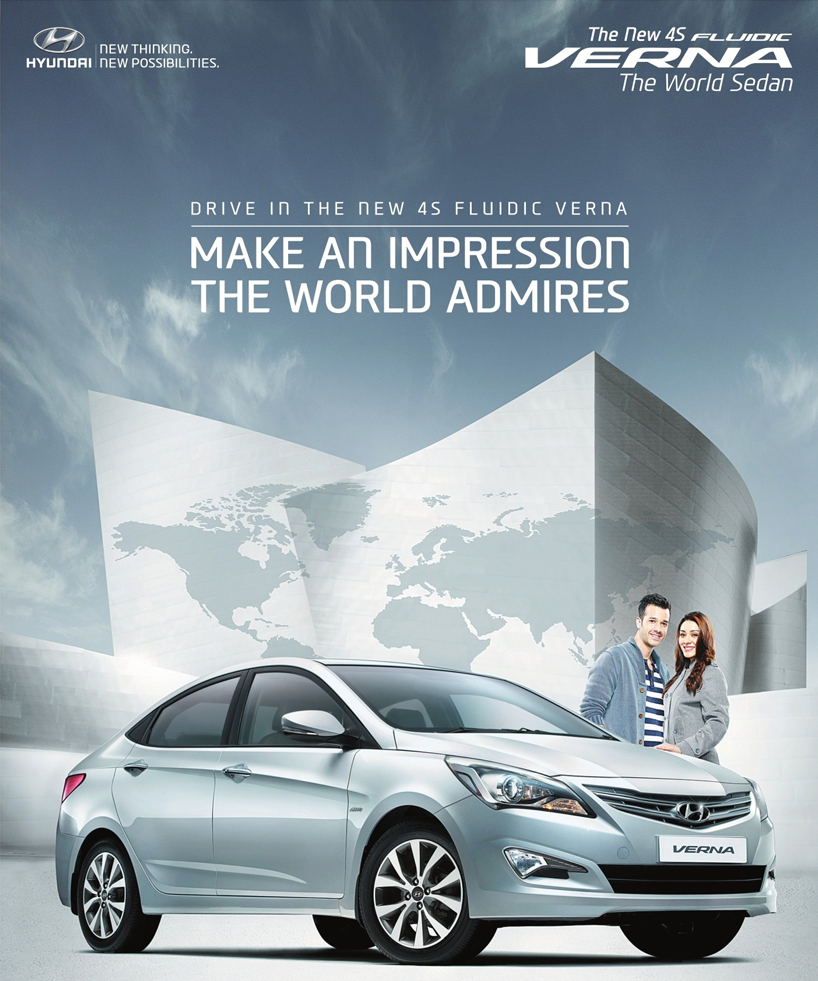 HYUNDAI
NEW THINKING.
NEW POSSIBILITIES.
The New 4S FLUIDIC
VERNA
The World Sedan
DRIVE IN THE NEW 4S FLUIDIC VERNA
MAKE AN IMPRESSION
THE WORLD ADMIRES
VERNA